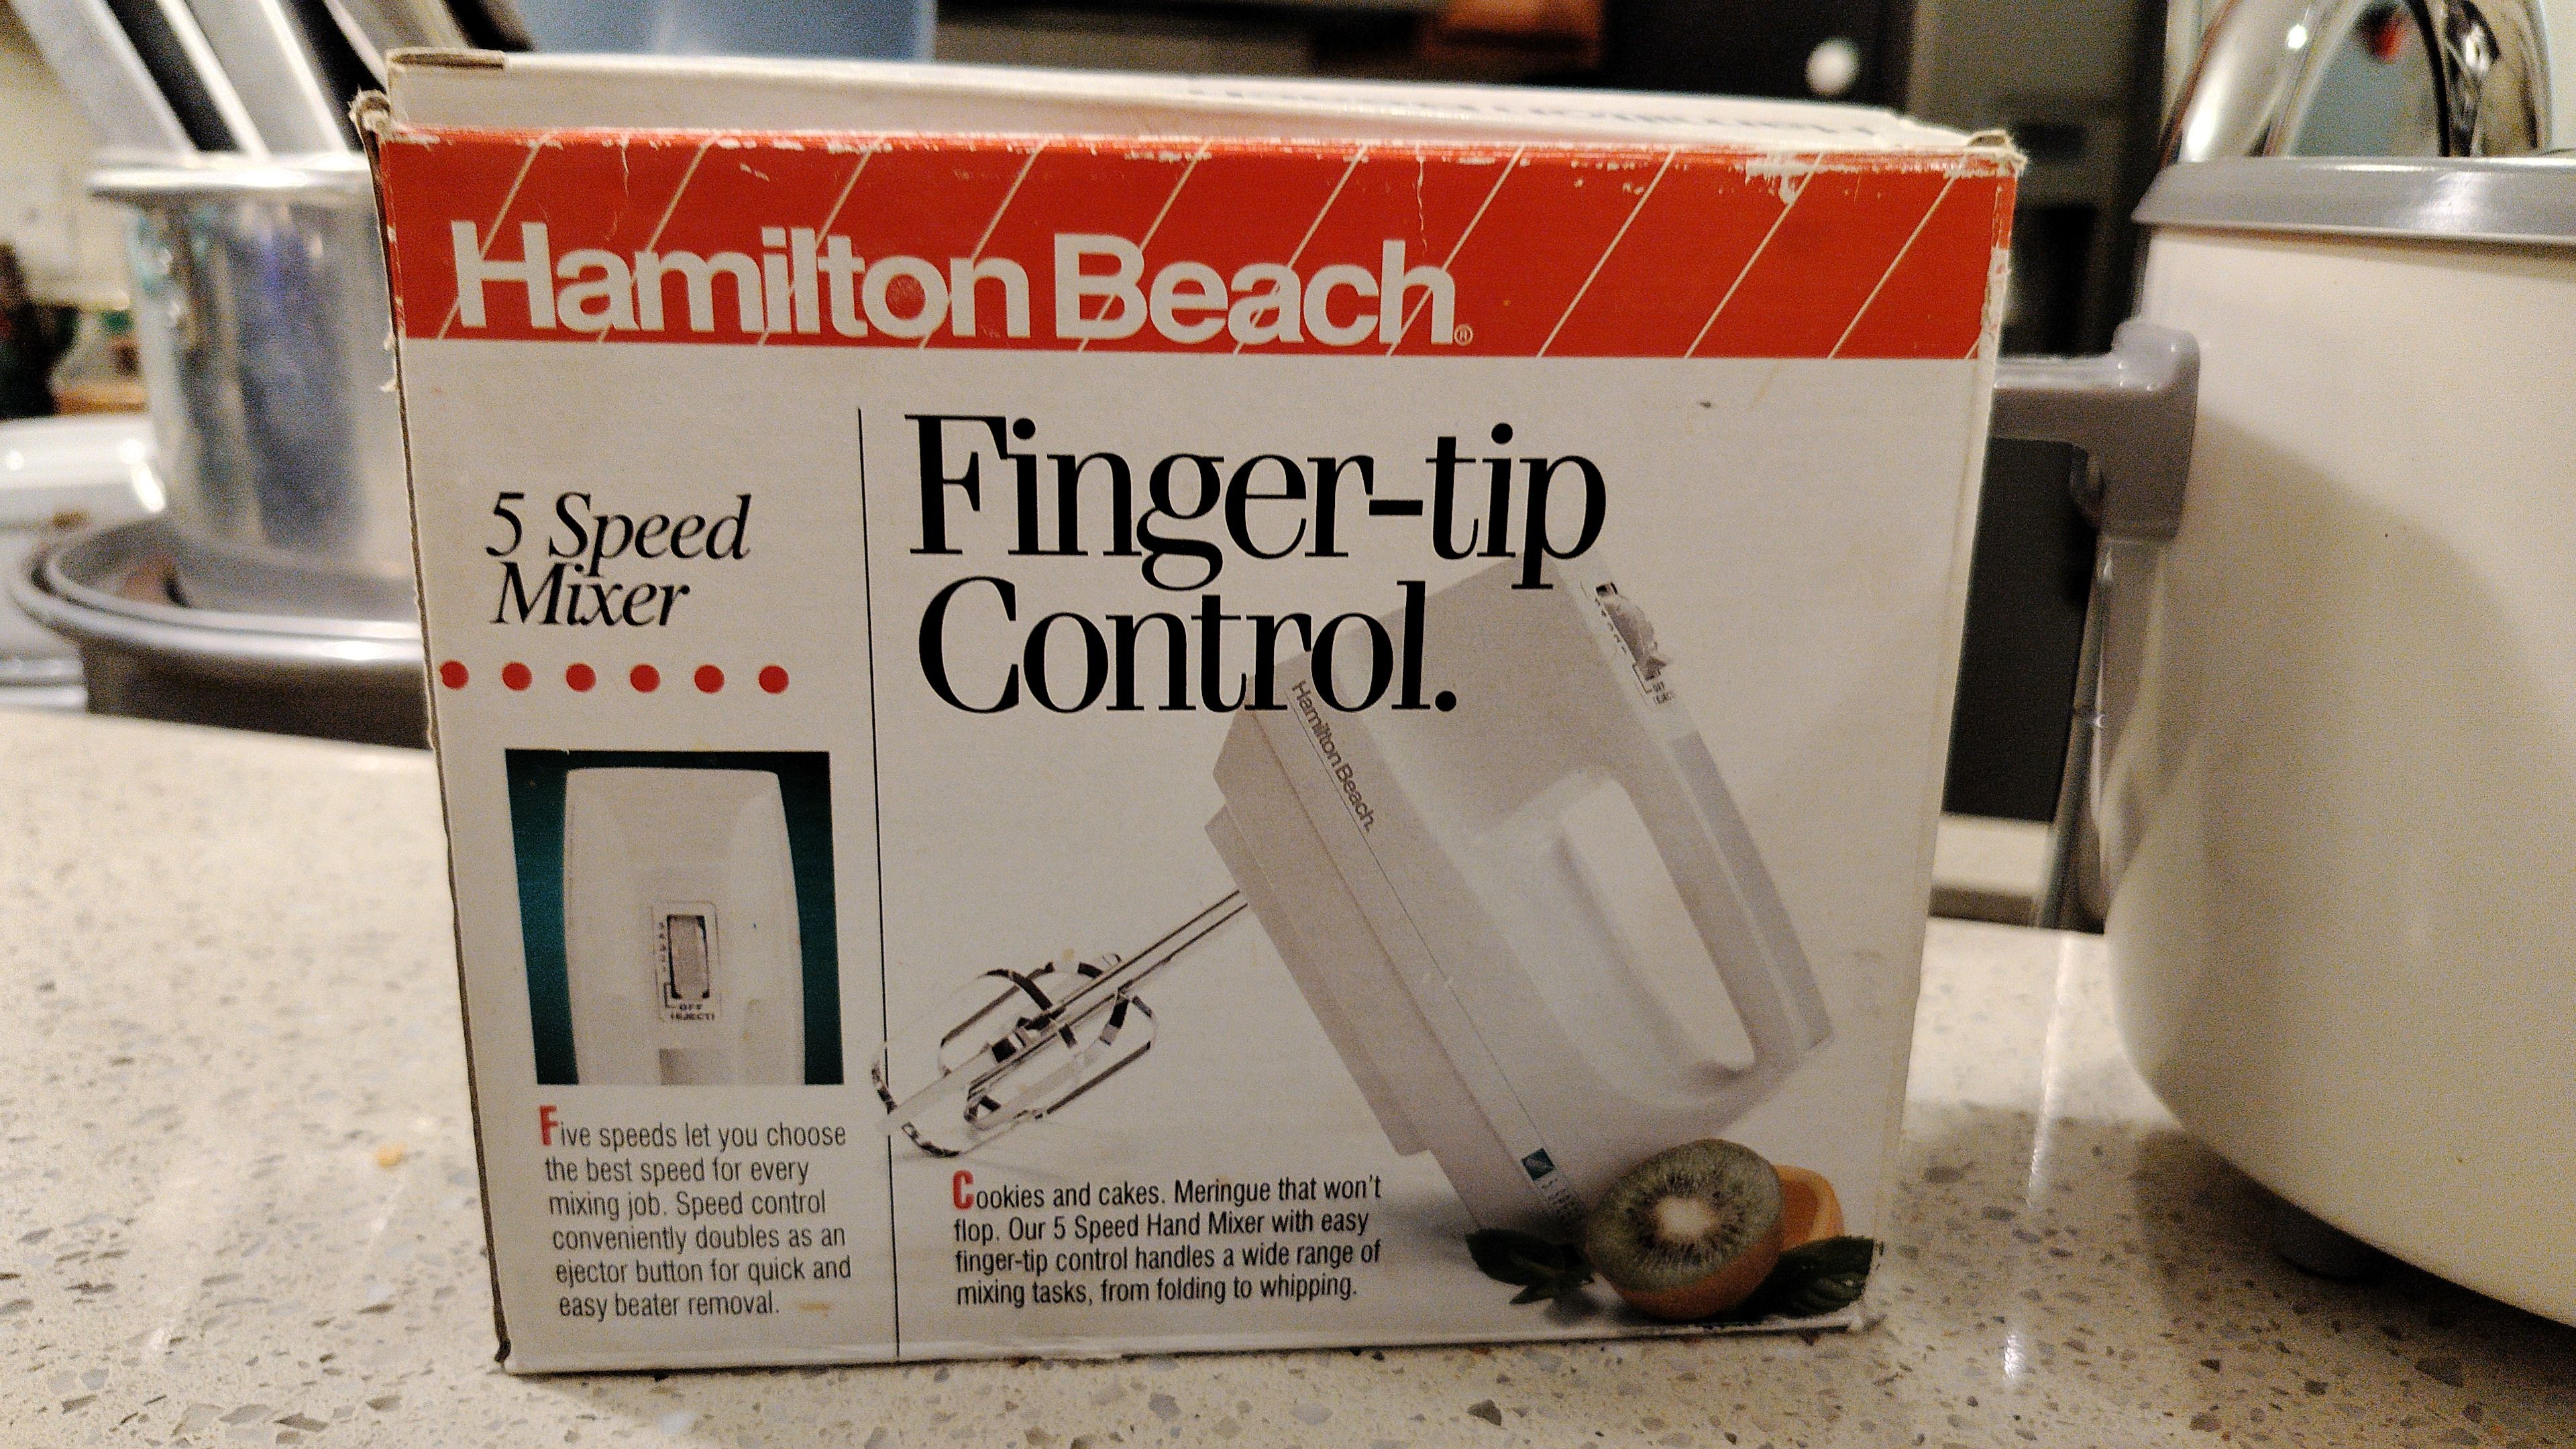 Hamilton Beach®
5 Speed
Mixer
OFF
(EJECT)
Five speeds let you choose
the best speed for every
mixing job. Speed control
conveniently doubles as an
ejector button for quick and
easy beater removal.
Finger-tip
Control.
Hamilton Beach.
Cookies and cakes. Meringue that won't
flop. Our 5 Speed Hand Mixer with easy
finger-tip control handles a wide range of
mixing tasks, from folding to whipping.